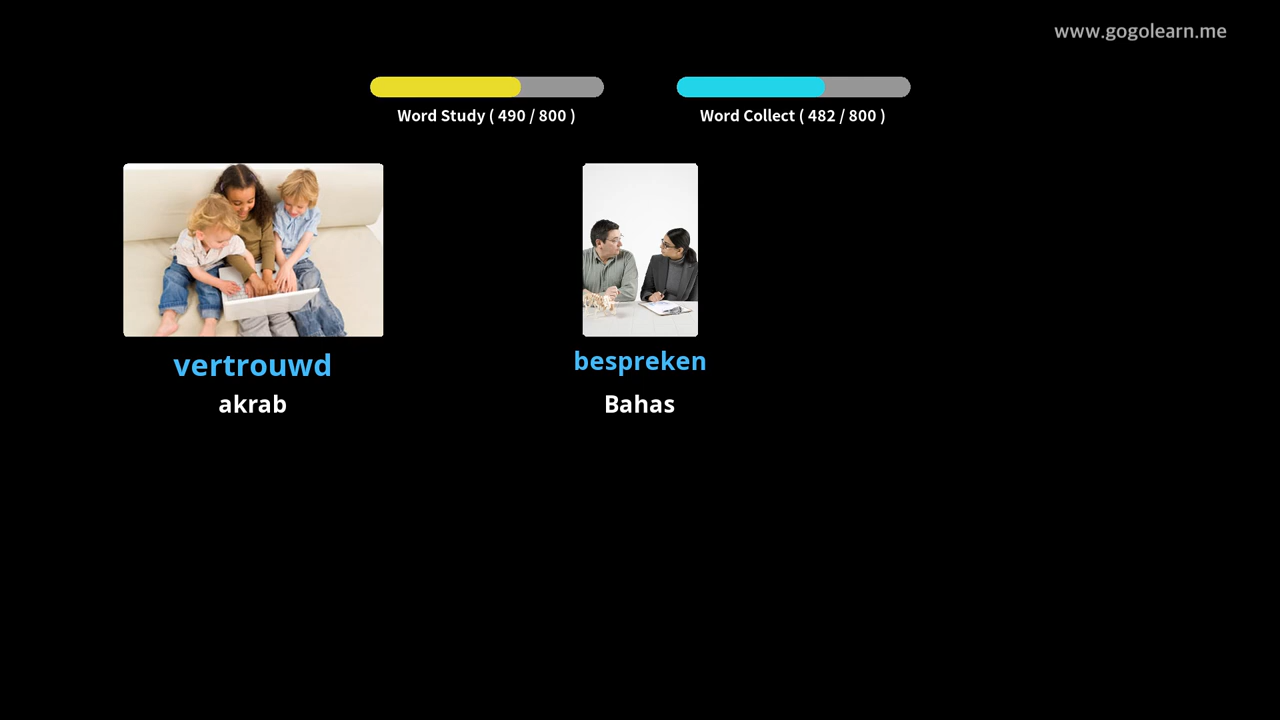 www.gogolearn.me
Word Study ( 490 / 800 )
Word Collect ( 482 / 800 )
vertrouwd
akrab
bespreken
Bahas